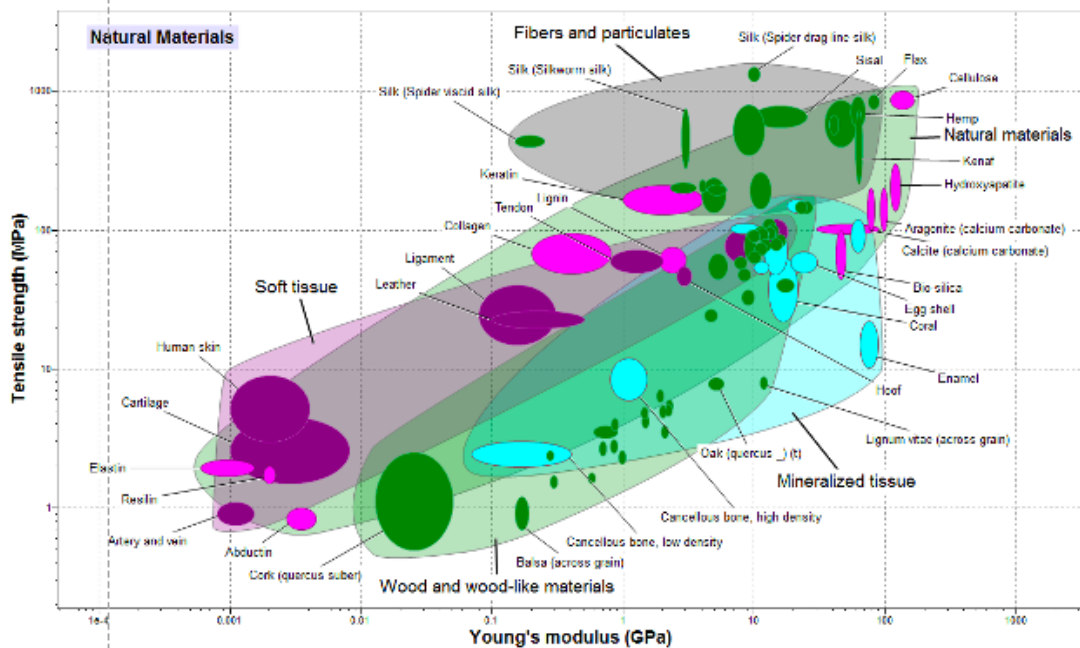 Natural Materials
Fibers and particulates
Silk (Spider drag line silk)
Silk (Silkworm silk)
Sisal
Flax
Silk (Spider viscid silk)
Cellulose
Hemp
Natural materials
Kenaf
Keratin
Lignin
Hydroxyapatite
Tendon
Collagen
Aragonite (calcium carbonate)
Calcite (calcium carbonate)
Ligament
Leather
Bio-silica
Soft tissue
Egg shell
Coral
Human skin
Enamel
Hoof
Cartilage
Lignum vitae (across grain)
Oak (quercus _) (t)
Elastin
Mineralized tissue
Resilin
Cancellous bone, high density
Artery and vein
Abductin
Cancellous bone, low density
Balsa (across grain)
Cork (quercus suber)
Wood and wood-like materials
Tensile strength (MPa)
1000
100
10
1
0.001
0.01
0.1
1
10
100
1000
Young's modulus (GPa)